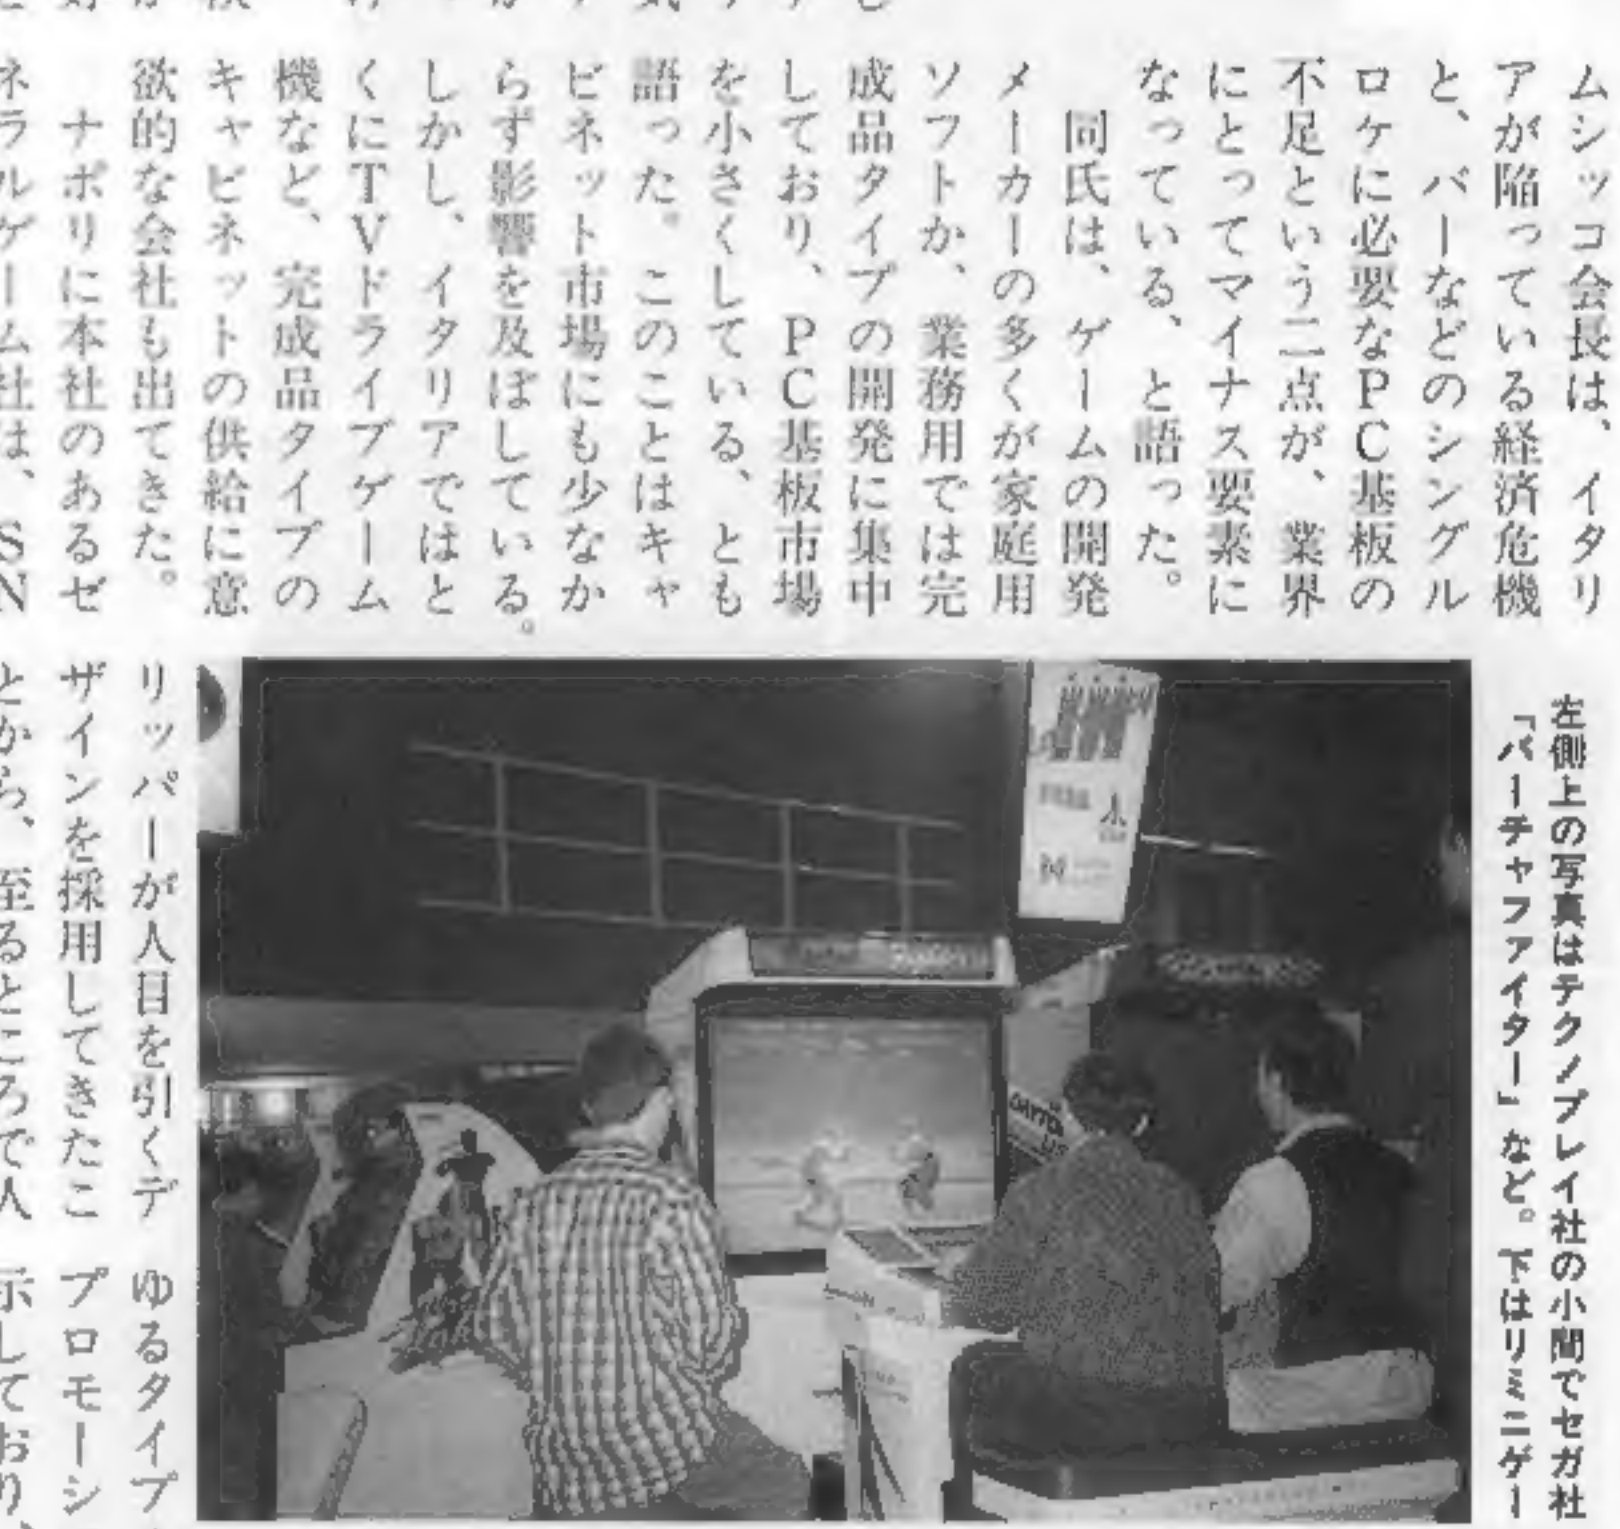 ムシッコ会長は、イタリ
アが陥っている経済危機
と、バーなどのシングル
ロケに必要なPC基板の
不足という二点が、業界
にとってマイナス要素に
なっている、と語った。
同氏は、ゲームの開発
メーカーの多くが家庭用
ソフトか、業務用では完
成品タイプの開発に集中
しており、PC基板市場
を小さくしている、とも
語った。このことはキャ
ビネット市場にも少なか
らず影響を及ぼしている。
しかし、イタリアではと
くにTVドライブゲーム
機など、完成品タイプの
キャビネットの供給に意
欲的な会社も出てきた。
ナポリに本社のあるゼ
ネラルゲーム社は、SN
左側上の写真はテクノプレイ社の小間でセガ社
「バーチャファイター」など。下はリミニゲー
DAYTONA
US
リッパーが人目を引くデ
ザインを採用してきたこ
とから、至るところで人
ゆるタイプ
プロモーシ
示しており、